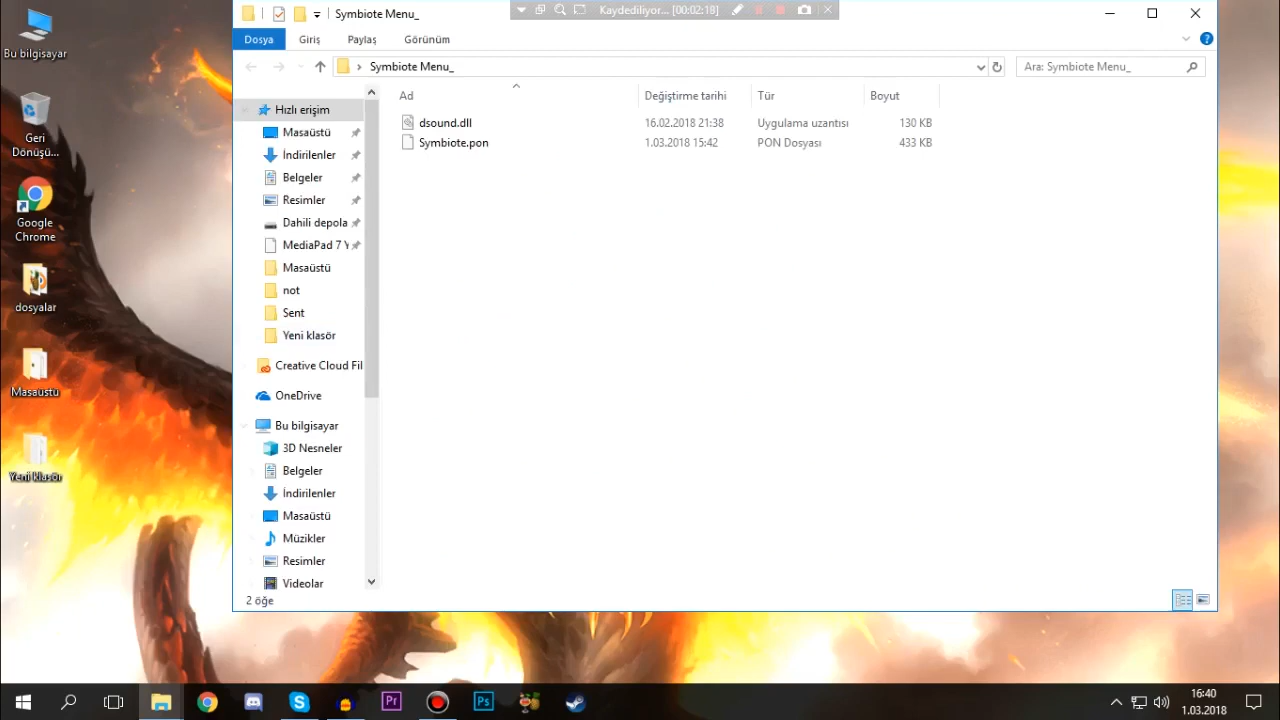 Symbiote Menu_
Kaydediliyor... [00:02:18]
Dosya
Giriş
Paylaş
Görünüm
Symbiote Menu_
Ara: Symbiote Menu_
Ad
Değiştirme tarihi
Tür
Boyut
dsound.dll
16.02.2018 21:38
Uygulama uzantısı
130 KB
Symbiote.pon
1.03.2018 15:42
PON Dosyası
433 KB
Hızlı erişim
Masaüstü
İndirilenler
Belgeler
Resimler
Dahili depola
MediaPad 7 Y
Masaüstü
not
Sent
Yeni klasör
Creative Cloud Fil
OneDrive
Bu bilgisayar
3D Nesneler
Belgeler
İndirilenler
Masaüstü
Müzikler
Resimler
Videolar
2 öğe
Bu bilgisayar
Geri
Dönüşü...
Google
Chrome
dosyalar
Masaüstü
Yeni klasör
Pr
Ps
16:40
1.03.2018